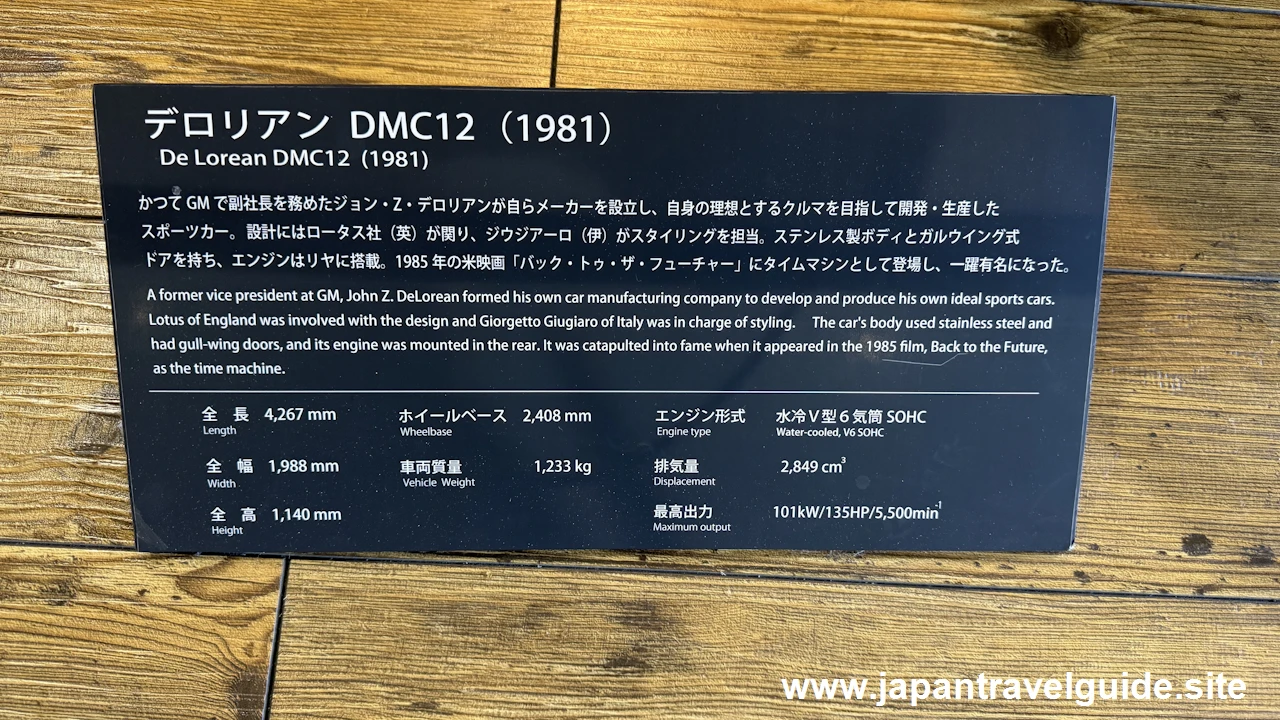 デロリアン DMC12（1981）
De Lorean DMC12 (1981)
かつて GM で副社長を務めたジョン・Z・デロリアンが自らメーカーを設立し、自身の理想とするクルマを目指して開発・生産した
スポーツカー。設計にはロータス社（英）が関り、ジウジアーロ（伊）がスタイリングを担当。ステンレス製ボディとガルウイング式
ドアを持ち、エンジンはリヤに搭載。1985 年の米映画「バック・トゥ・ザ・フューチャー」にタイムマシンとして登場し、一躍有名になった。
A former vice president at GM, John Z. DeLorean formed his own car manufacturing company to develop and produce his own ideal sports cars.
Lotus of England was involved with the design and Giorgetto Giugiaro of Italy was in charge of styling. The car's body used stainless steel and
had gull-wing doors, and its engine was mounted in the rear. It was catapulted into fame when it appeared in the 1985 film, Back to the Future,
as the time machine.
全 長 4,267 mm ホイールベース 2,408 mm エンジン形式 水冷 V 型 6 気筒 SOHC
Length Wheelbase Engine type Water-cooled, V6 SOHC
全 幅 1,988 mm 車両質量 1,233 kg 排気量 2,849 cm³
Width Vehicle Weight Displacement
全 高 1,140 mm 最高出力 101kW/135HP/5,500min¹
Height Maximum output
www.japantravelguide.site